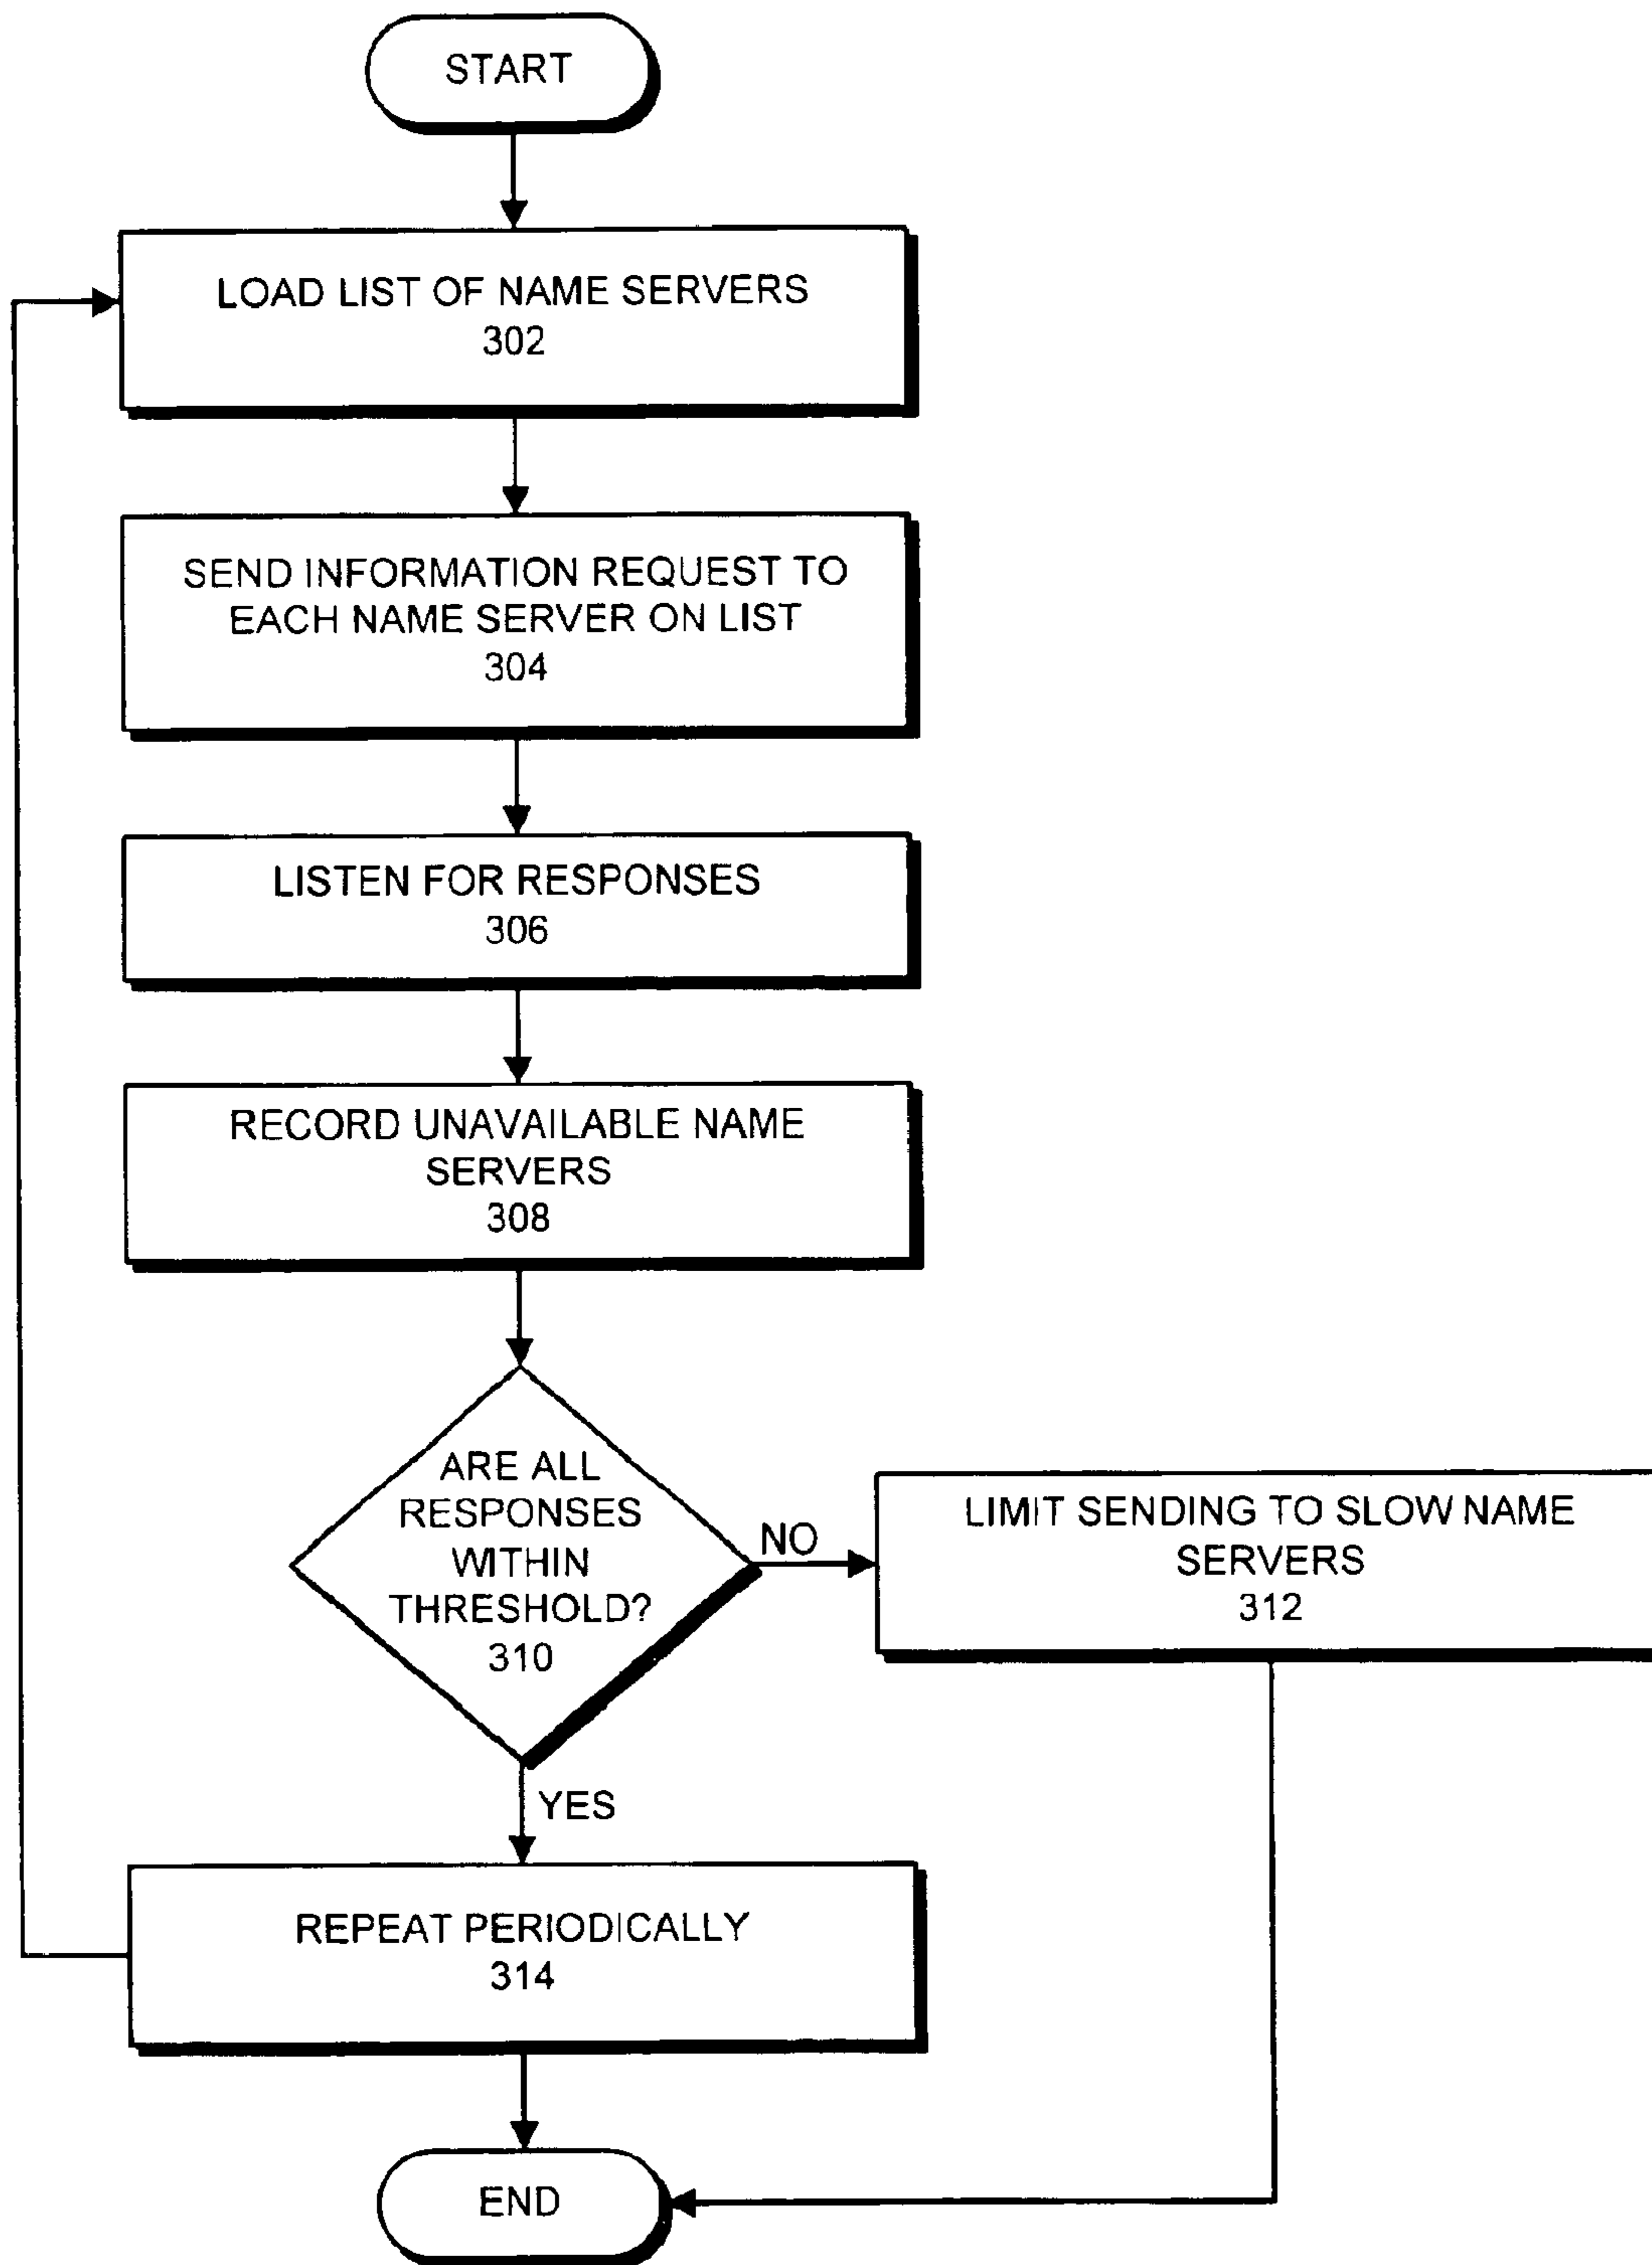 START
LOAD LIST OF NAME SERVERS
302
SEND INFORMATION REQUEST TO
EACH NAME SERVER ON LIST
304
LISTEN FOR RESPONSES
306
RECORD UNAVAILABLE NAME
SERVERS
308
ARE ALL
RESPONSES
WITHIN
THRESHOLD?
310
NO
LIMIT SENDING TO SLOW NAME
SERVERS
312
YES
REPEAT PERIODICALLY
314
END